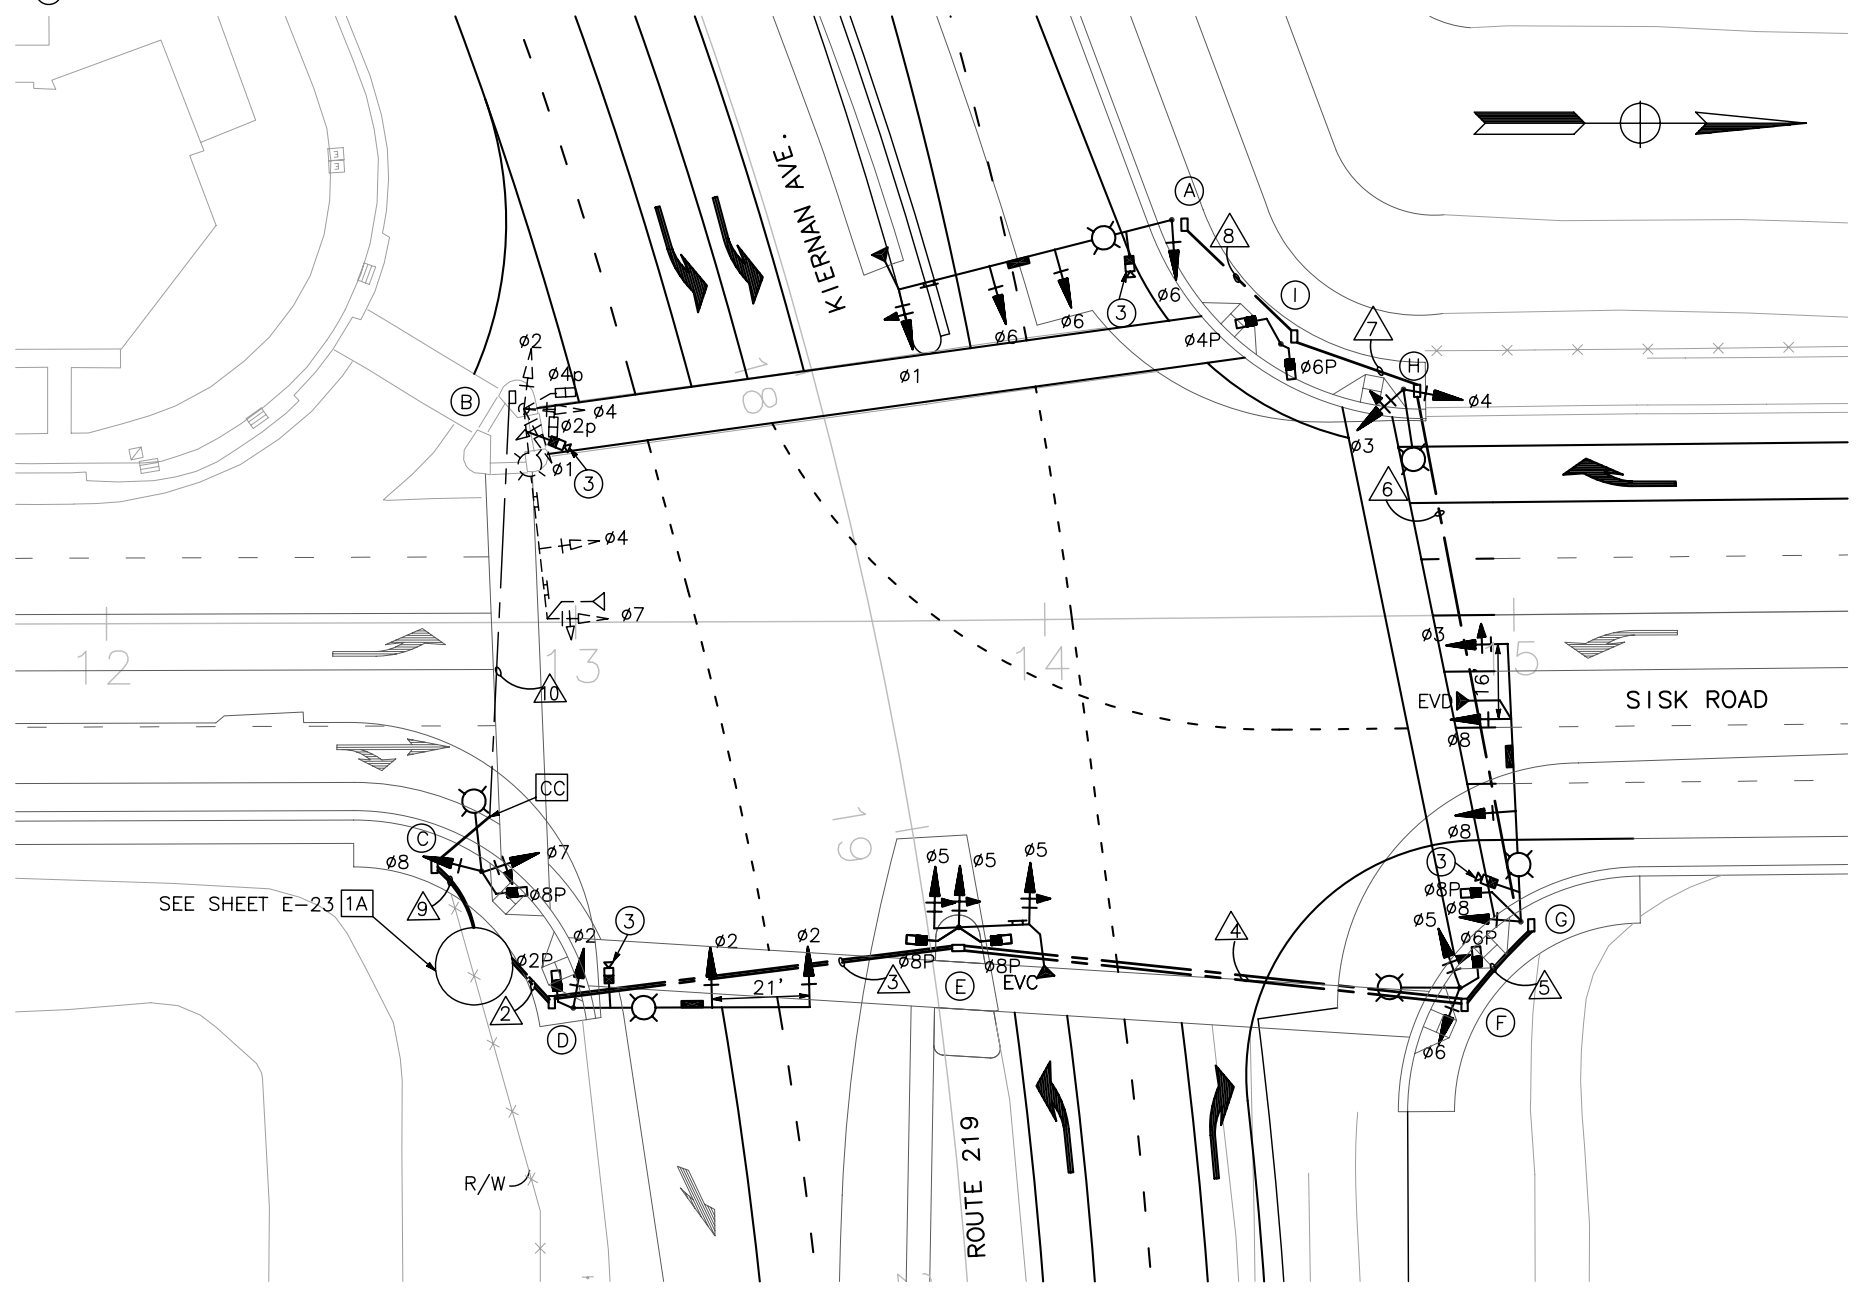 KIERNAN AVE.
A
8
ø6
3
I
ø6
ø6
ø4P
7
ø6P
H
ø4
ø1
ø3
18
ø2
ø4p
B
ø4
ø2p
ø1
3
6
ø4
ø7
12
13
14
15
ø3
16'
EVD
SISK ROAD
ø8
10
CC
C
ø8
ø7
ø8P
19
ø8
3
ø8P
ø8
G
SEE SHEET E-23
1A
9
3
ø5
ø5
ø5
ø5
ø6P
4
ø2
ø2
ø2
ø2P
21'
3
ø8P
ø8P
EVC
E
5
2
D
F
ø6
R/W
ROUTE 219